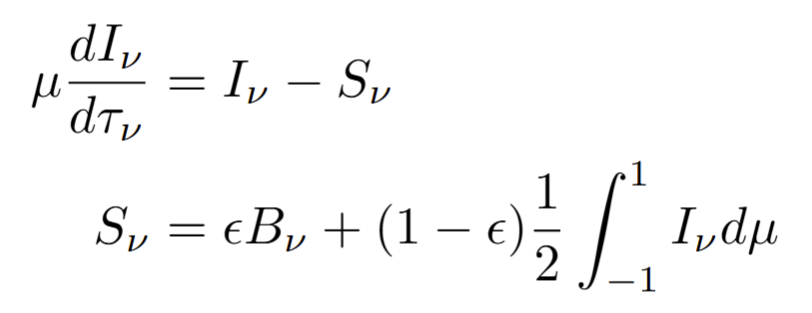 μ dI_ν/dτ_ν = I_ν − S_ν
S_ν = ϵB_ν + (1 − ϵ) 1/2 ∫_{−1}^{1} I_ν dμ